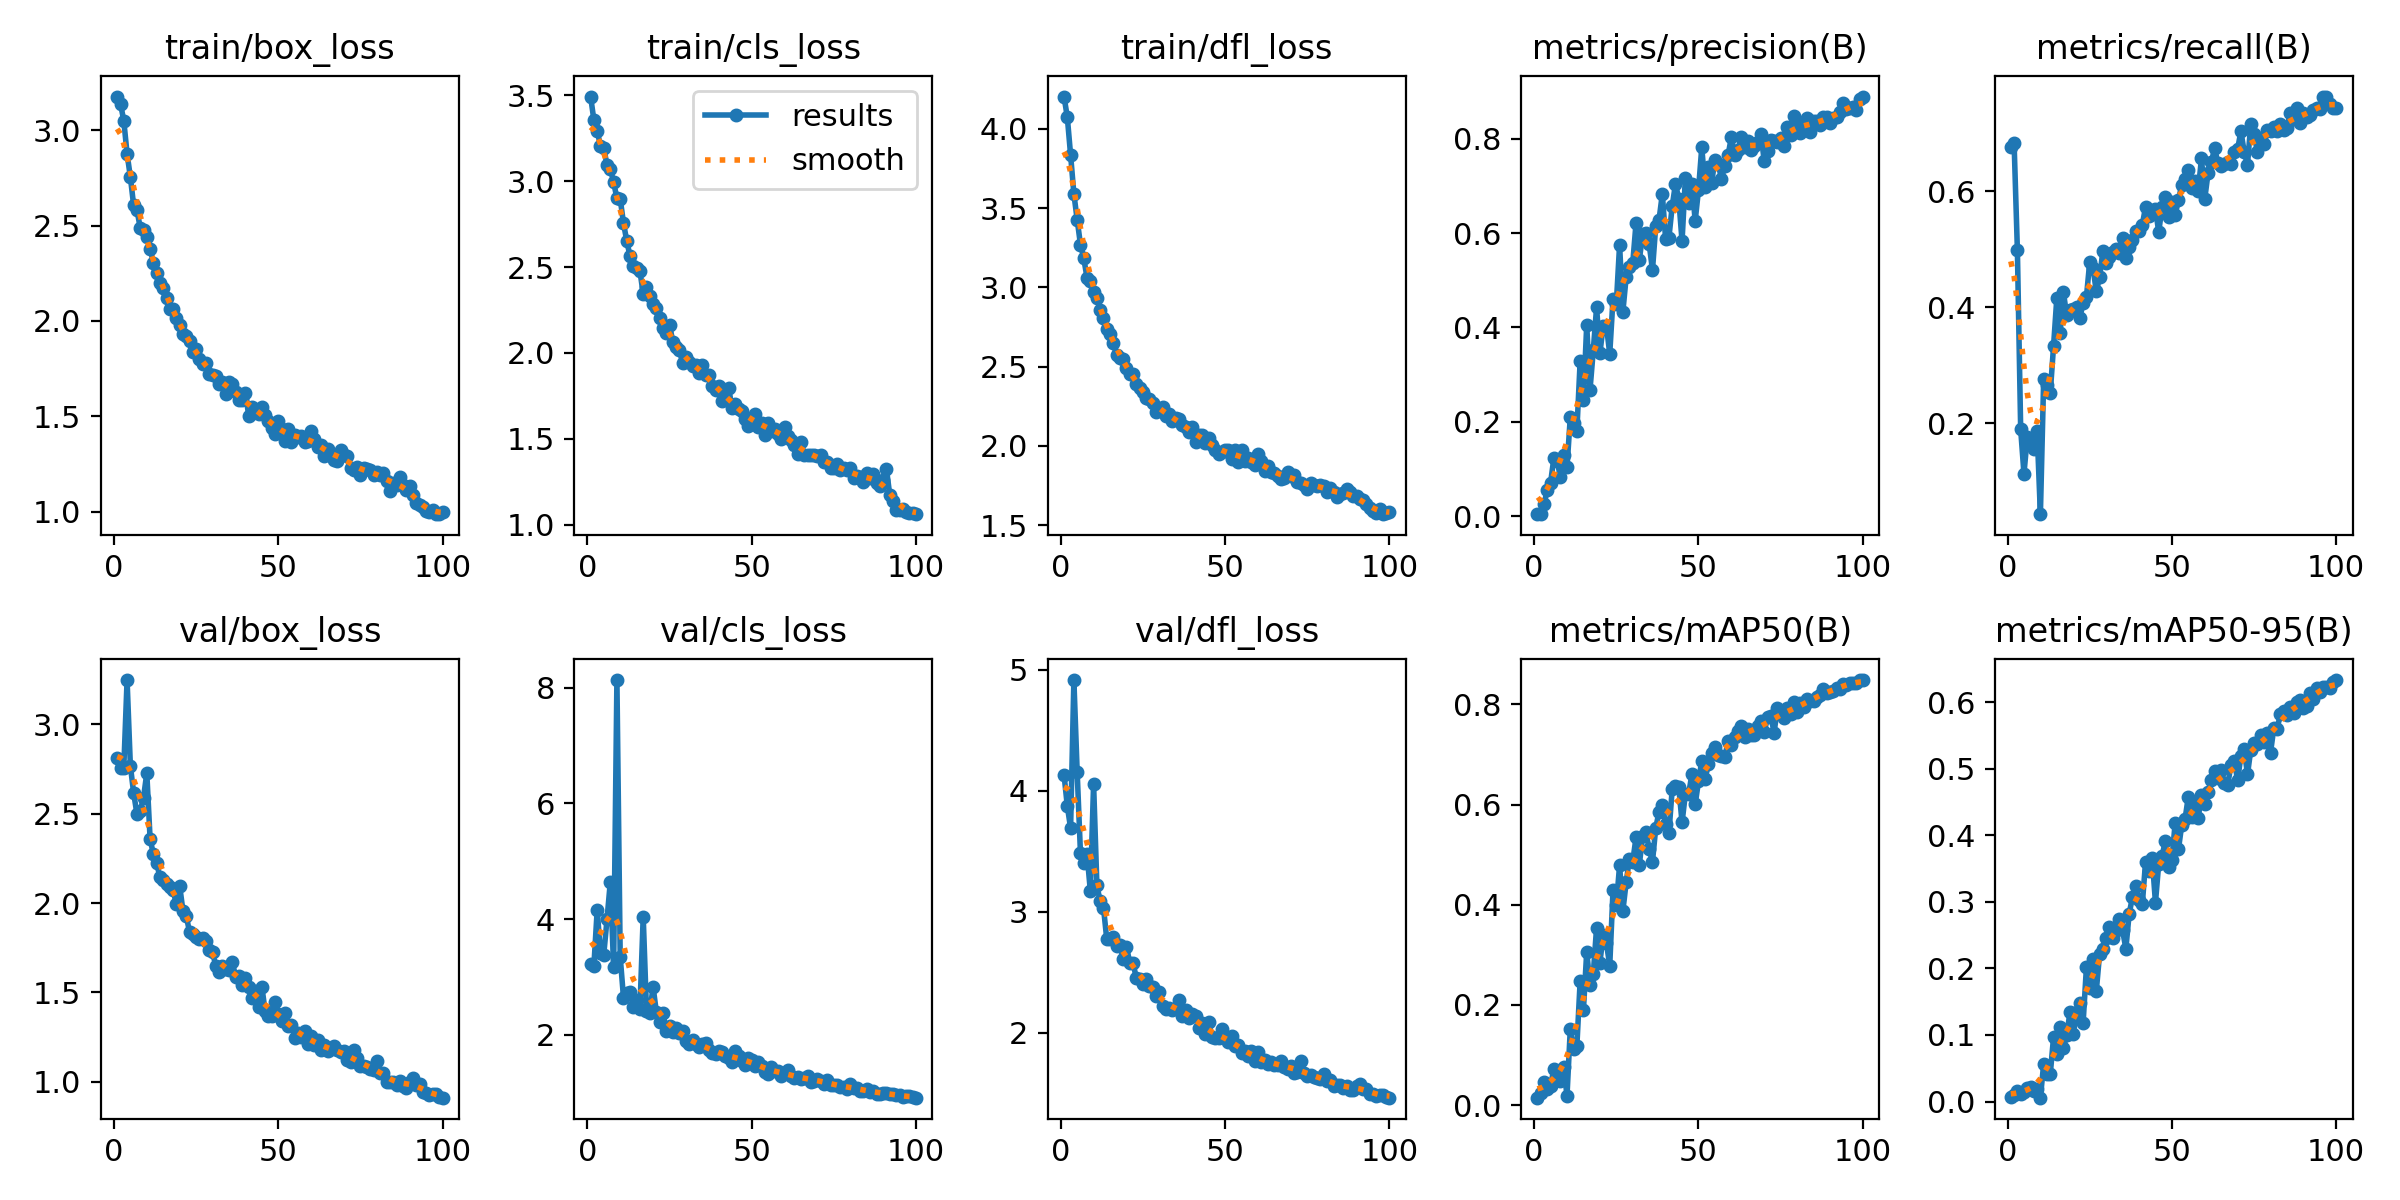 train/box_loss
3.0
2.5
2.0
1.5
1.0
0 50 100
train/cls_loss
results
smooth
3.5
3.0
2.5
2.0
1.5
1.0
0 50 100
train/dfl_loss
4.0
3.5
3.0
2.5
2.0
1.5
0 50 100
metrics/precision(B)
0.8
0.6
0.4
0.2
0.0
0 50 100
metrics/recall(B)
0.6
0.4
0.2
0 50 100
val/box_loss
3.0
2.5
2.0
1.5
1.0
0 50 100
val/cls_loss
8
6
4
2
0 50 100
val/dfl_loss
5
4
3
2
0 50 100
metrics/mAP50(B)
0.8
0.6
0.4
0.2
0.0
0 50 100
metrics/mAP50-95(B)
0.6
0.5
0.4
0.3
0.2
0.1
0.0
0 50 100